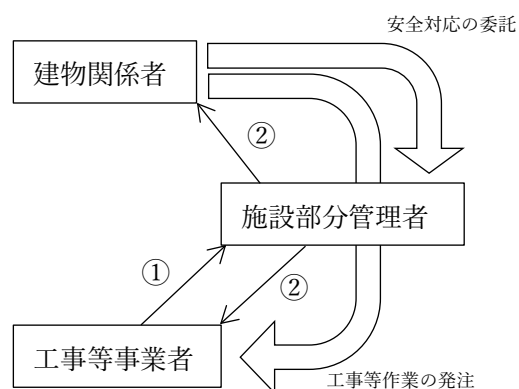 安全対応の委託
建物関係者
②
施設部分管理者
①
②
工事等事業者
工事等作業の発注